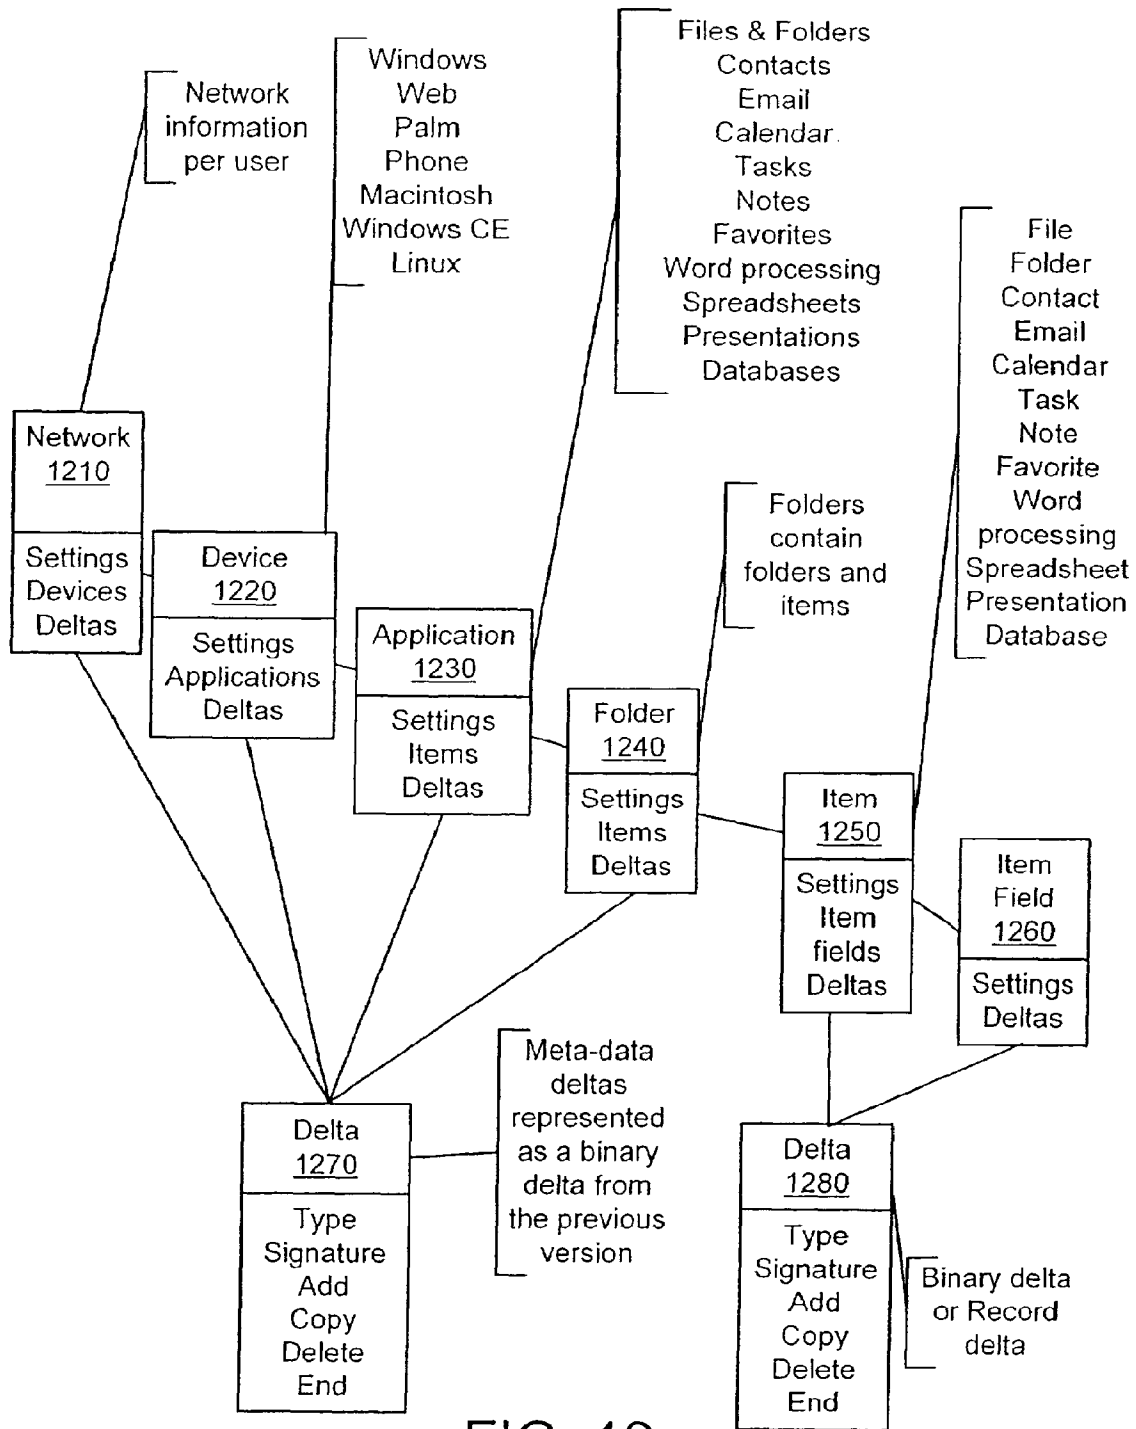 Network
information
per user
Windows
Web
Palm
Phone
Macintosh
Windows CE
Linux
Files & Folders
Contacts
Email
Calendar
Tasks
Notes
Favorites
Word processing
Spreadsheets
Presentations
Databases
File
Folder
Contact
Email
Calendar
Task
Note
Favorite
Word
processing
Spreadsheet
Presentation
Database
Network
1210
Settings
Devices
Deltas
Device
1220
Settings
Applications
Deltas
Application
1230
Settings
Items
Deltas
Folders
contain
folders and
items
Folder
1240
Settings
Items
Deltas
Item
1250
Settings
Item
fields
Deltas
Item
Field
1260
Settings
Deltas
Delta
1270
Type
Signature
Add
Copy
Delete
End
Meta-data
deltas
represented
as a binary
delta from
the previous
version
Delta
1280
Type
Signature
Add
Copy
Delete
End
Binary delta
or Record
delta